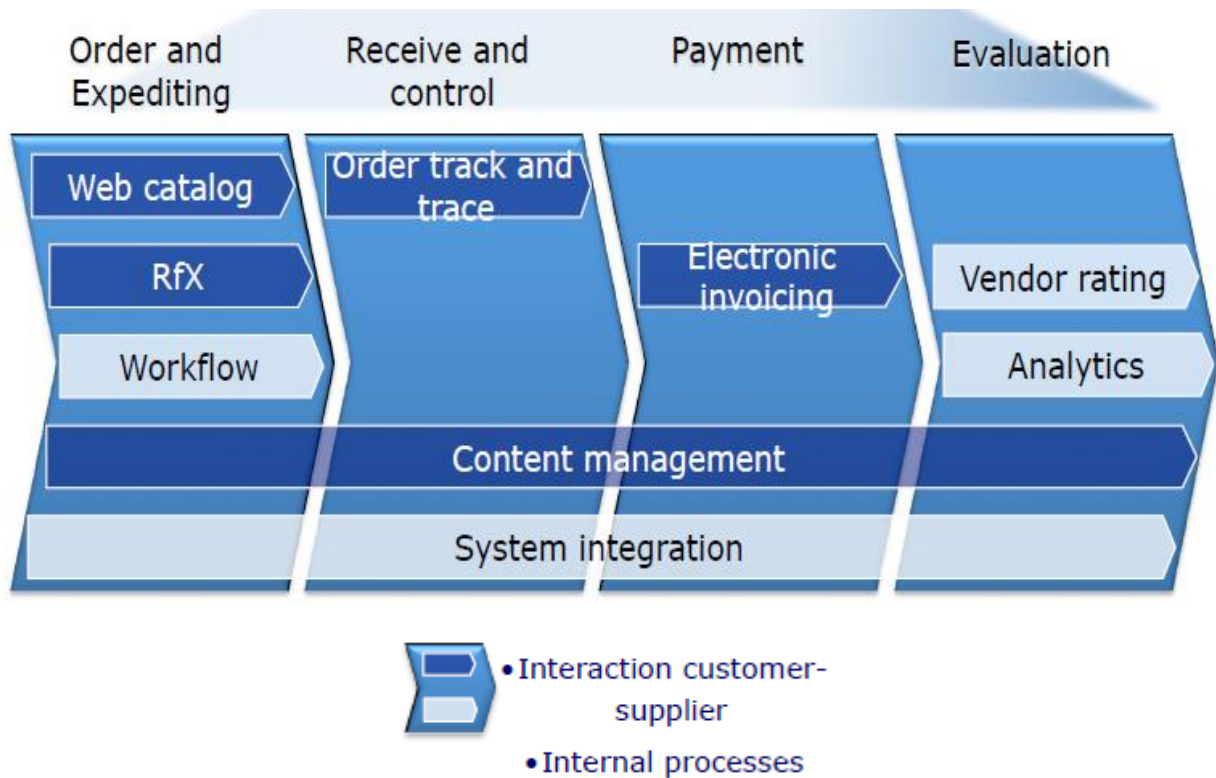 Order and
Expediting
Receive and
control
Payment
Evaluation
Web catalog
Order track and
trace
RfX
Electronic
invoicing
Vendor rating
Workflow
Analytics
Content management
System integration
•Interaction customer-
supplier
•Internal processes